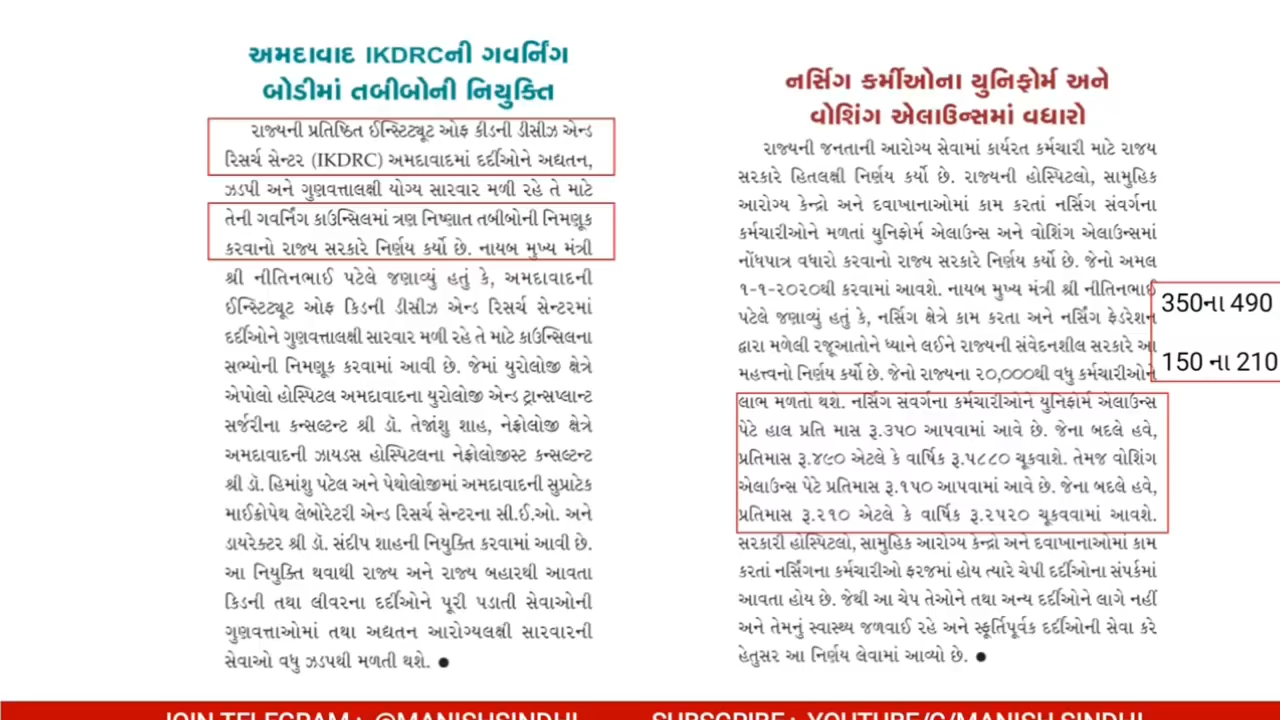 અમદાવાદ IKDRCની ગવર્નિંગ
બોડીમાં તબીબોની નિયુક્તિ
રાજ્યની પ્રતિષ્ઠિત ઈન્સ્ટિટ્યૂટ ઓફ કીડની ડીસીઝ એન્ડ
રિસર્ચ સેન્ટર (IKDRC) અમદાવાદમાં દર્દીઓને અદ્યતન,
ઝડપી અને ગુણવત્તાલક્ષી યોગ્ય સારવાર મળી રહે તે માટે
તેની ગવર્નિંગ કાઉન્સિલમાં ત્રણ નિષ્ણાત તબીબોની નિમણૂક
કરવાનો રાજ્ય સરકારે નિર્ણય કર્યો છે. નાયબ મુખ્ય મંત્રી
શ્રી નીતિનભાઈ પટેલે જણાવ્યું હતું કે, અમદાવાદની
ઈન્સ્ટિટ્યૂટ ઓફ કિડની ડીસીઝ એન્ડ રિસર્ચ સેન્ટરમાં
દર્દીઓને ગુણવત્તાલક્ષી સારવાર મળી રહે તે માટે કાઉન્સિલના
સભ્યોની નિમણૂક કરવામાં આવી છે. જેમાં યુરોલોજી ક્ષેત્રે
એપોલો હોસ્પિટલ અમદાવાદના યુરોલોજી એન્ડ ટ્રાન્સપ્લાન્ટ
સર્જરીના કન્સલ્ટન્ટ શ્રી ડૉ. તેજાંશુ શાહ, નેફ્રોલોજી ક્ષેત્રે
અમદાવાદની ઝાયડસ હોસ્પિટલના નેફ્રોલોજીસ્ટ કન્સલ્ટન્ટ
શ્રી ડૉ. હિમાંશુ પટેલ અને પેથોલોજીમાં અમદાવાદની સુપ્રાટેક
માઈક્રોપેથ લેબોરેટરી એન્ડ રિસર્ચ સેન્ટરના સી.ઈ.ઓ. અને
ડાયરેક્ટર શ્રી ડૉ. સંદીપ શાહની નિયુક્તિ કરવામાં આવી છે.
આ નિયુક્તિ થવાથી રાજ્ય અને રાજ્ય બહારથી આવતા
કિડની તથા લીવરના દર્દીઓને પૂરી પડાતી સેવાઓની
ગુણવત્તાઓમાં તથા અદ્યતન આરોગ્યલક્ષી સારવારની
સેવાઓ વધુ ઝડપથી મળતી થશે. ●
નર્સિંગ કર્મીઓના યુનિફોર્મ અને
વોશિંગ એલાઉન્સમાં વધારો
રાજ્યની જનતાની આરોગ્ય સેવામાં કાર્યરત કર્મચારી માટે રાજય
સરકારે હિતલક્ષી નિર્ણય કર્યો છે. રાજ્યની હોસ્પિટલો, સામુહિક
આરોગ્ય કેન્દ્રો અને દવાખાનાઓમાં કામ કરતાં નર્સિંગ સંવર્ગના
કર્મચારીઓને મળતાં યુનિફોર્મ એલાઉન્સ અને વોશિંગ એલાઉન્સમાં
નોંધપાત્ર વધારો કરવાનો રાજ્ય સરકારે નિર્ણય કર્યો છે. જેનો અમલ
૧-૧-૨૦૨૦થી કરવામાં આવશે. નાયબ મુખ્ય મંત્રી શ્રી નીતિનભાઈ
પટેલે જણાવ્યું હતું કે, નર્સિંગ ક્ષેત્રે કામ કરતા અને નર્સિંગ ફેડરેશન
દ્વારા મળેલી રજૂઆતોને ધ્યાને લઈને રાજ્યની સંવેદનશીલ સરકારે આ
મહત્ત્વનો નિર્ણય કર્યો છે. જેનો રાજ્યના ૨૦,૦૦૦થી વધુ કર્મચારીઓને
લાભ મળતો થશે. નર્સિંગ સંવર્ગના કર્મચારીઓને યુનિફોર્મ એલાઉન્સ
પેટે હાલ પ્રતિ માસ રૂ.૩૫૦ આપવામાં આવે છે. જેના બદલે હવે,
પ્રતિમાસ રૂ.૪૯૦ એટલે કે વાર્ષિક રૂ.૫૮૮૦ ચૂકવાશે. તેમજ વોશિંગ
એલાઉન્સ પેટે પ્રતિમાસ રૂ.૧૫૦ આપવામાં આવે છે. જેના બદલે હવે,
પ્રતિમાસ રૂ.૨૧૦ એટલે કે વાર્ષિક રૂ.૨૫૨૦ ચૂકવવામાં આવશે.
સરકારી હોસ્પિટલો, સામુહિક આરોગ્ય કેન્દ્રો અને દવાખાનાઓમાં કામ
કરતાં નર્સિંગના કર્મચારીઓ ફરજમાં હોય ત્યારે ચેપી દર્દીઓના સંપર્કમાં
આવતા હોય છે. જેથી આ ચેપ તેઓને તથા અન્ય દર્દીઓને લાગે નહીં
અને તેમનું સ્વાસ્થ્ય જળવાઈ રહે અને સ્ફૂર્તિપૂર્વક દર્દીઓની સેવા કરે
હેતુસર આ નિર્ણય લેવામાં આવ્યો છે. ●
350ના 490
150 ના 210
JOIN TELEGRAM : @MANISHSINDHI SUBSCRIBE : YOUTUBE/C/MANISH SINDHI